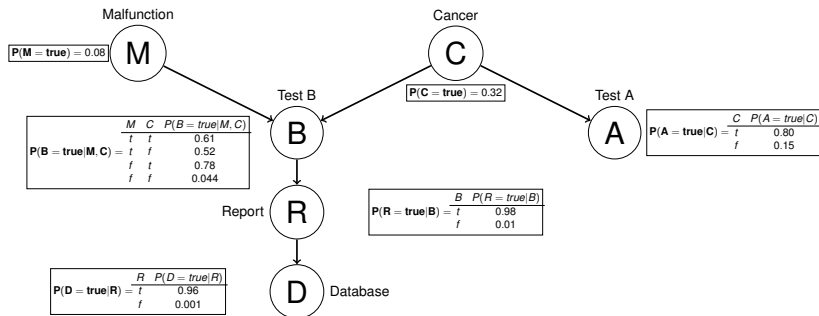 Malfunction
Cancer
M
C
P(M = true) = 0.08
P(C = true) = 0.32
Test B
Test A
B
A
P(B = true|M, C) =
M C P(B = true|M, C)
t t 0.61
t f 0.52
f t 0.78
f f 0.044
P(A = true|C) =
C P(A = true|C)
t 0.80
f 0.15
Report
R
P(R = true|B) =
B P(R = true|B)
t 0.98
f 0.01
P(D = true|R) =
R P(D = true|R)
t 0.96
f 0.001
D
Database